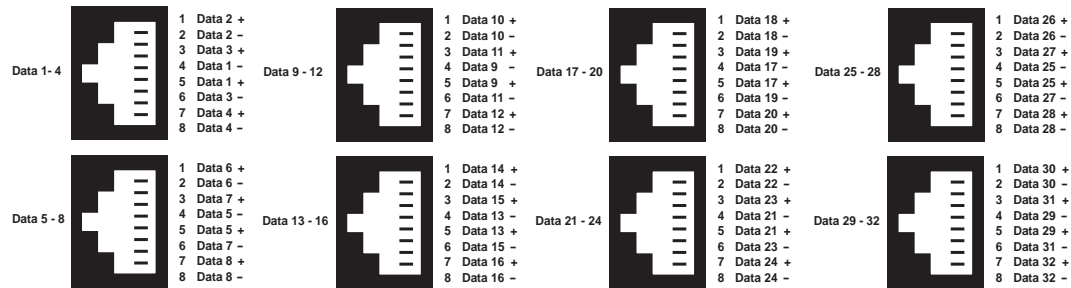 Data 1- 4
1 Data 2 +
2 Data 2 –
3 Data 3 +
4 Data 1 –
5 Data 1 +
6 Data 3 –
7 Data 4 +
8 Data 4 –
Data 9 - 12
1 Data 10 +
2 Data 10 –
3 Data 11 +
4 Data 9 –
5 Data 9 +
6 Data 11 –
7 Data 12 +
8 Data 12 –
Data 17 - 20
1 Data 18 +
2 Data 18 –
3 Data 19 +
4 Data 17 –
5 Data 17 +
6 Data 19 –
7 Data 20 +
8 Data 20 –
Data 25 - 28
1 Data 26 +
2 Data 26 –
3 Data 27 +
4 Data 25 –
5 Data 25 +
6 Data 27 –
7 Data 28 +
8 Data 28 –
Data 5 - 8
1 Data 6 +
2 Data 6 –
3 Data 7 +
4 Data 5 –
5 Data 5 +
6 Data 7 –
7 Data 8 +
8 Data 8 –
Data 13 - 16
1 Data 14 +
2 Data 14 –
3 Data 15 +
4 Data 13 –
5 Data 13 +
6 Data 15 –
7 Data 16 +
8 Data 16 –
Data 21 - 24
1 Data 22 +
2 Data 22 –
3 Data 23 +
4 Data 21 –
5 Data 21 +
6 Data 23 –
7 Data 24 +
8 Data 24 –
Data 29 - 32
1 Data 30 +
2 Data 30 –
3 Data 31 +
4 Data 29 –
5 Data 29 +
6 Data 31 –
7 Data 32 +
8 Data 32 –